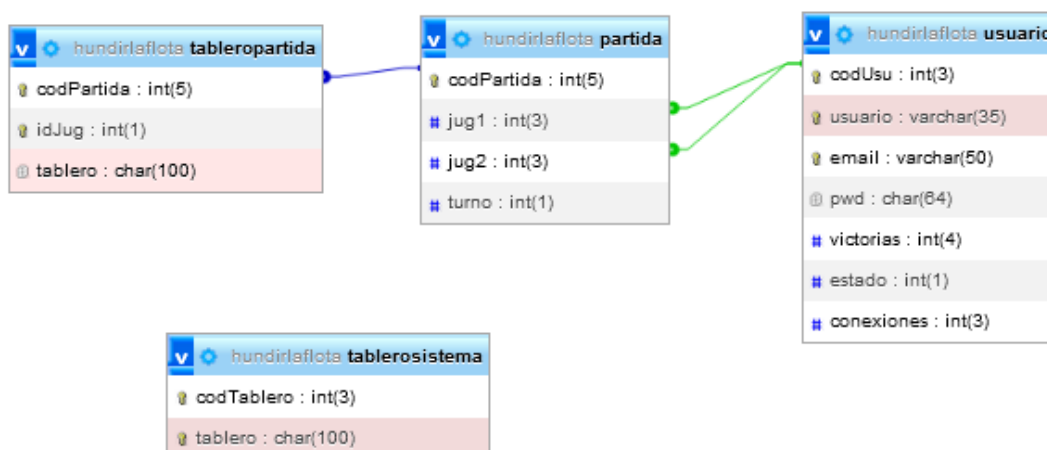 v hundirlaflota tableropartida
codPartida : int(5)
idJug : int(1)
tablero : char(100)
v hundirlaflota partida
codPartida : int(5)
# jug1 : int(3)
# jug2 : int(3)
# turno : int(1)
v hundirlaflota usuario
codUsu : int(3)
usuario : varchar(35)
email : varchar(50)
pwd : char(64)
# victorias : int(4)
# estado : int(1)
# conexiones : int(3)
v hundirlaflota tablerosistema
codTablero : int(3)
tablero : char(100)